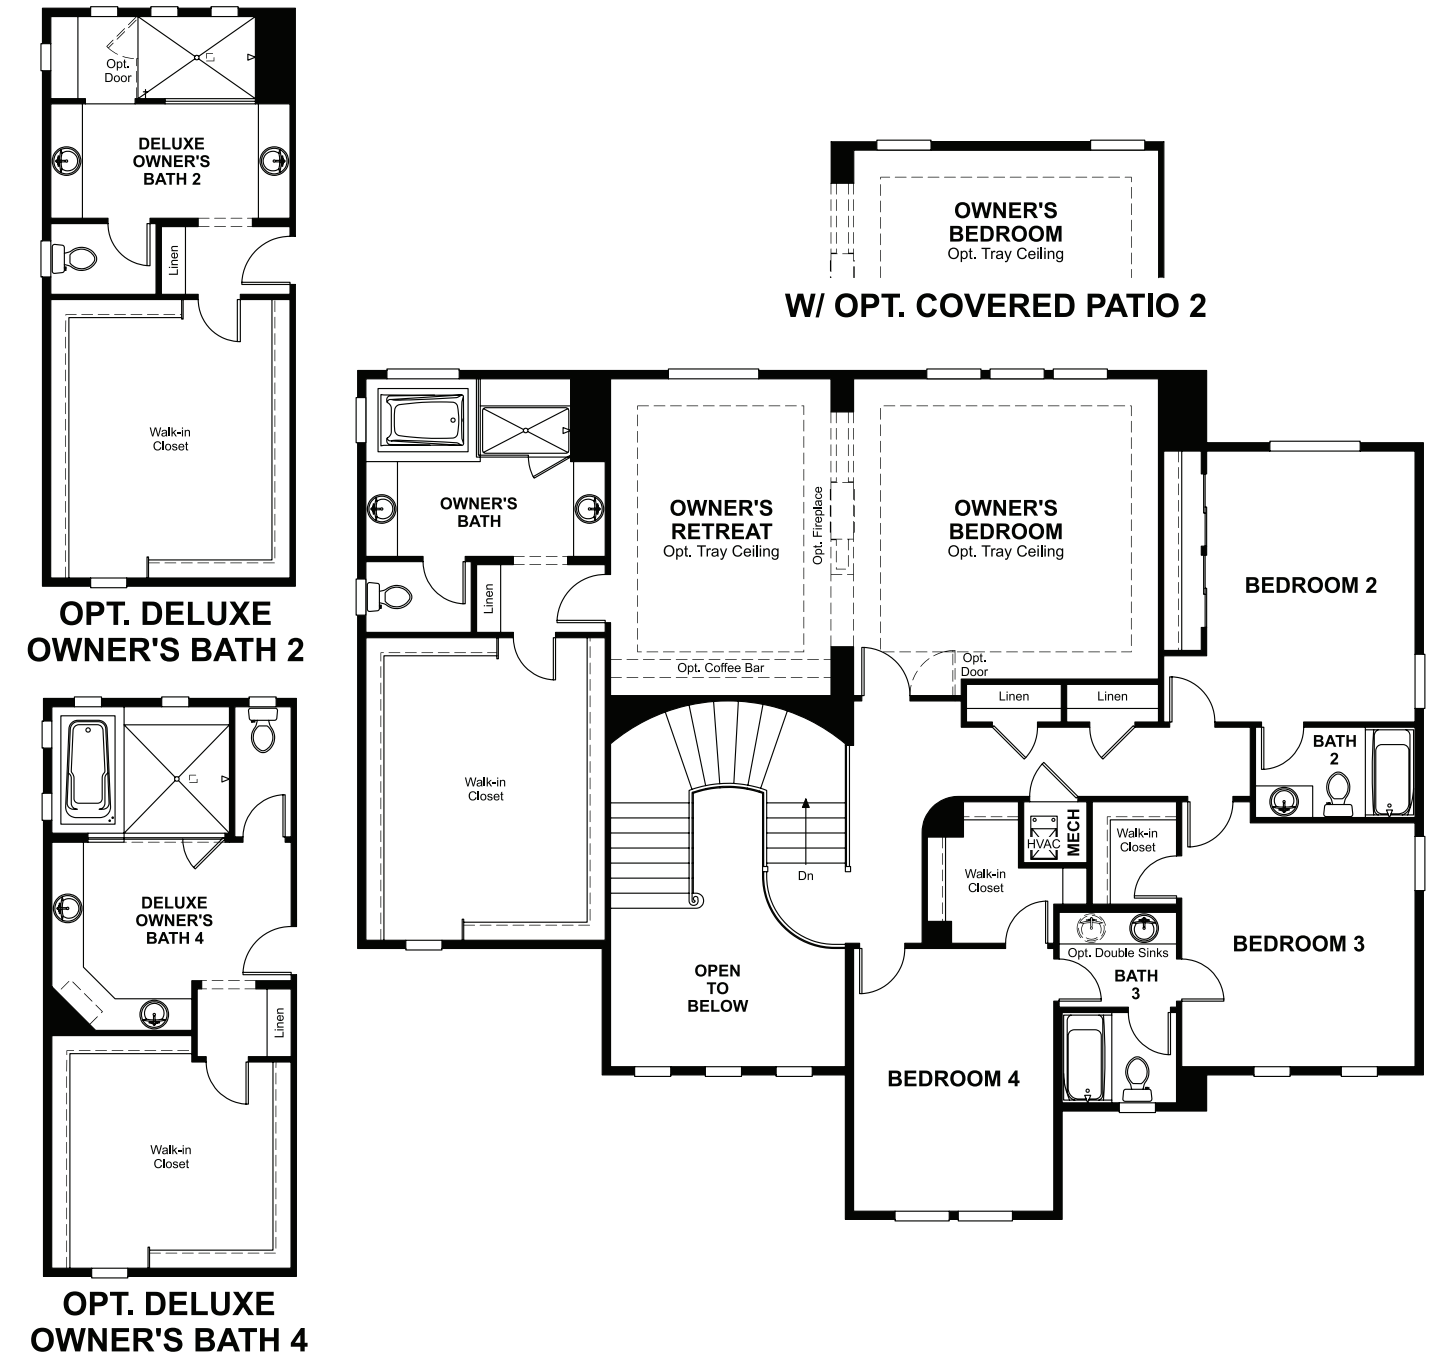 Opt.
Door
DELUXE
OWNER'S
BATH 2
Linen
Walk-in
Closet
OPT. DELUXE
OWNER'S BATH 2
OWNER'S
BEDROOM
Opt. Tray Ceiling
W/ OPT. COVERED PATIO 2
OWNER'S
BATH
Linen
Walk-in
Closet
OWNER'S
RETREAT
Opt. Tray Ceiling
Opt. Fireplace
Opt. Coffee Bar
OWNER'S
BEDROOM
Opt. Tray Ceiling
Opt.
Door
Linen
Linen
BEDROOM 2
BATH
2
MECH
HVAC
Walk-in
Closet
Walk-in
Closet
Dn
OPEN
TO
BELOW
Opt. Double Sinks
BATH
3
BEDROOM 3
BEDROOM 4
DELUXE
OWNER'S
BATH 4
Linen
Walk-in
Closet
OPT. DELUXE
OWNER'S BATH 4